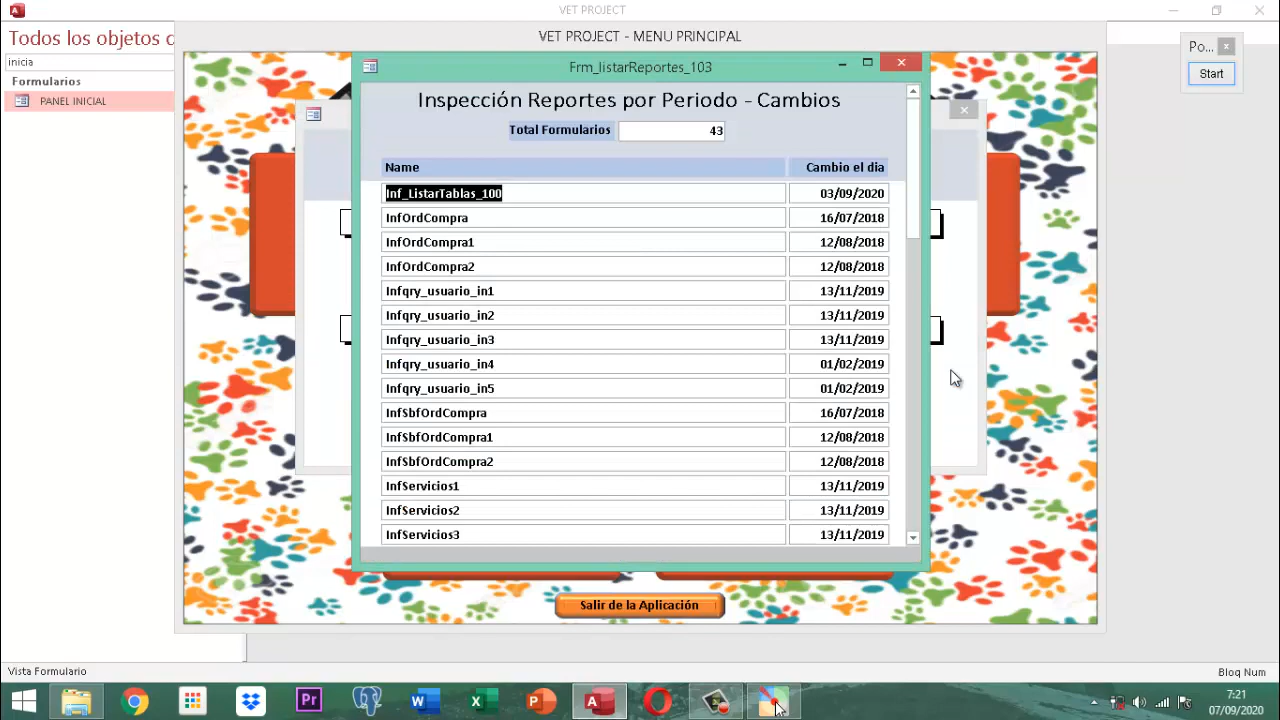 VET PROJECT
Todos los objetos d
inicia
Formularios
PANEL INICIAL
VET PROJECT - MENU PRINCIPAL
Po...
Start
Frm_listarReportes_103
Inspección Reportes por Periodo - Cambios
Total Formularios 43
Name Cambio el dia
Inf_ListarTablas_100 03/09/2020
InfOrdCompra 16/07/2018
InfOrdCompra1 12/08/2018
InfOrdCompra2 12/08/2018
Infqry_usuario_in1 13/11/2019
Infqry_usuario_in2 13/11/2019
Infqry_usuario_in3 13/11/2019
Infqry_usuario_in4 01/02/2019
Infqry_usuario_in5 01/02/2019
InfSbfOrdCompra 16/07/2018
InfSbfOrdCompra1 12/08/2018
InfSbfOrdCompra2 12/08/2018
InfServicios1 13/11/2019
InfServicios2 13/11/2019
InfServicios3 13/11/2019
Salir de la Aplicación
Vista Formulario
Bloq Num
Pr
7:21
07/09/2020